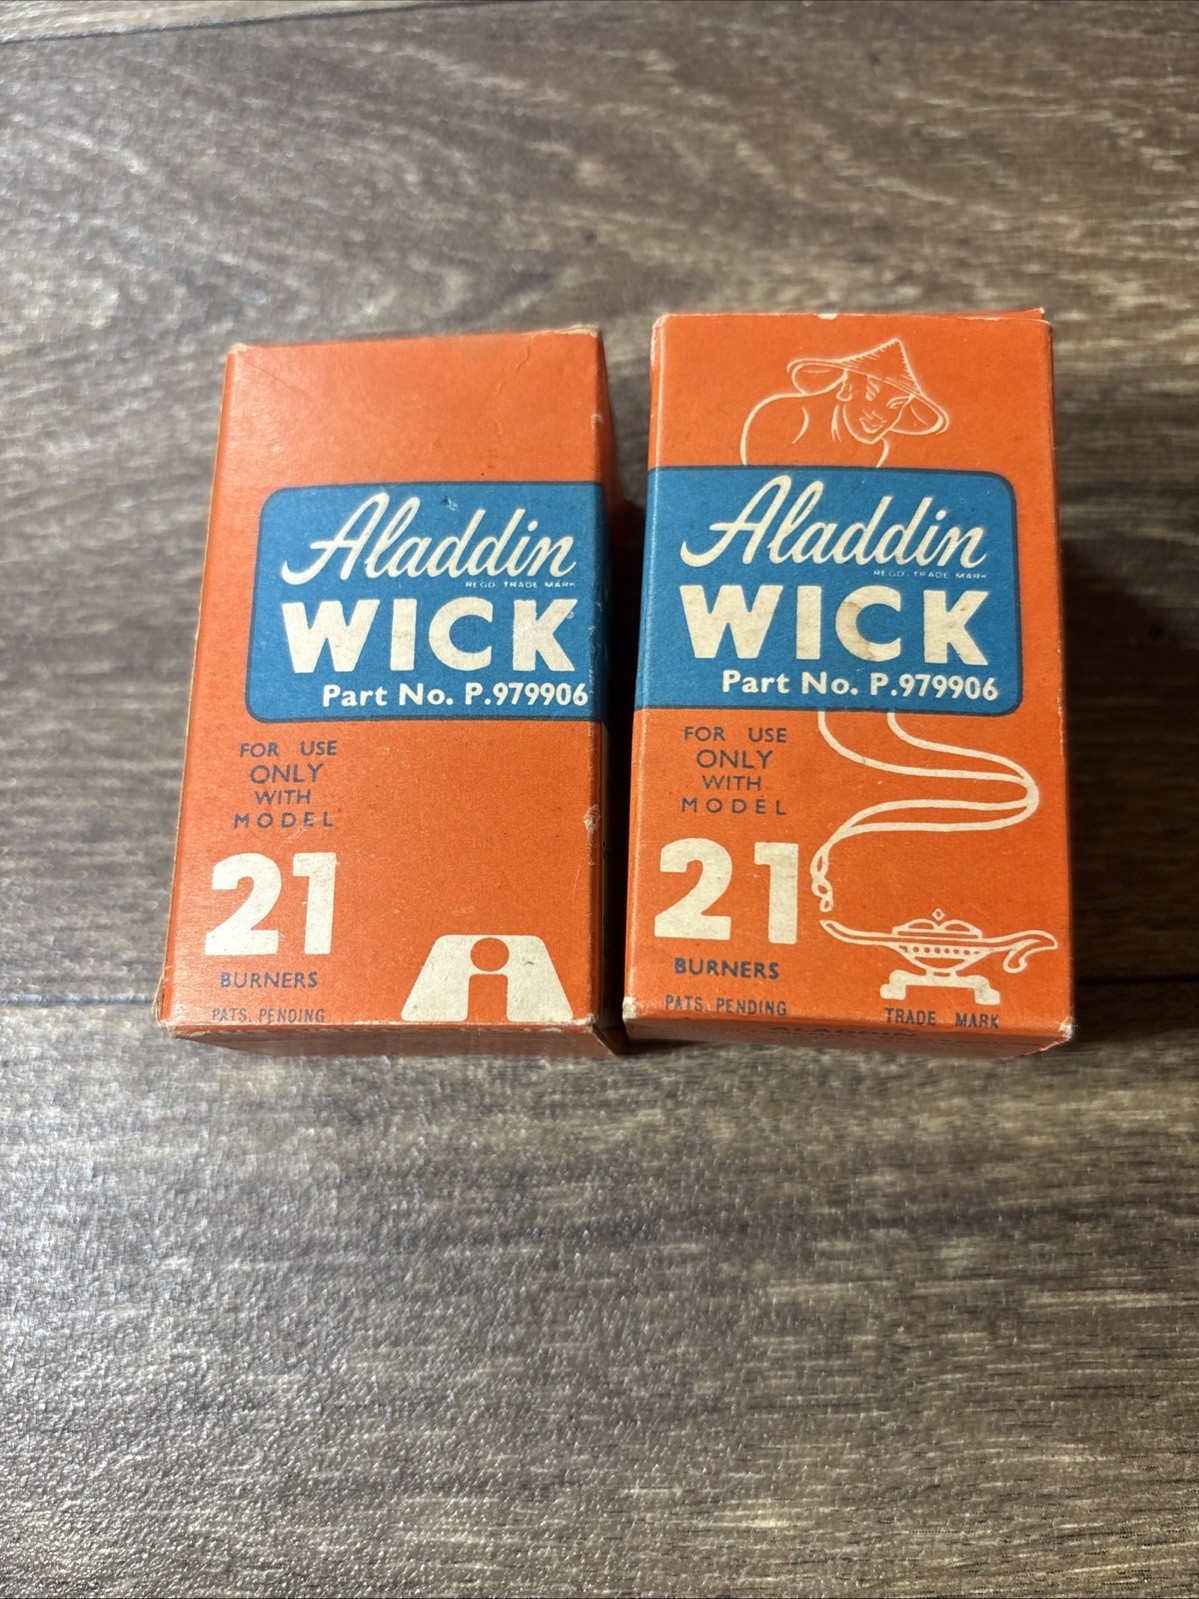 Aladdin
REGD. TRADE MARK
WICK
Part No. P.979906
FOR USE
ONLY
WITH
MODEL
21
BURNERS
PATS. PENDING
Aladdin
REGD. TRADE MARK
WICK
Part No. P.979906
FOR USE
ONLY
WITH
MODEL
21
BURNERS
PATS. PENDING
TRADE MARK
ALADDIN